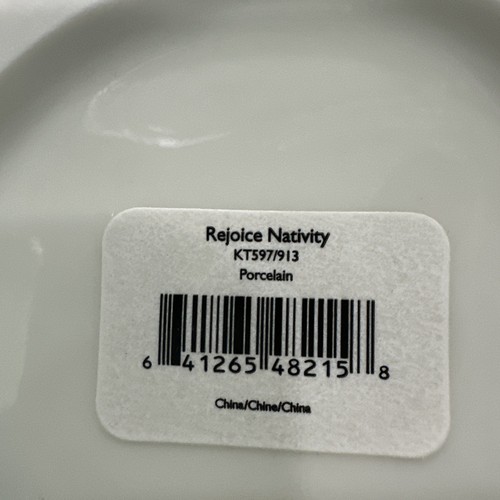 Rejoice Nativity
KT597/913
Porcelain
6 41265 48215 8
China/Chine/China